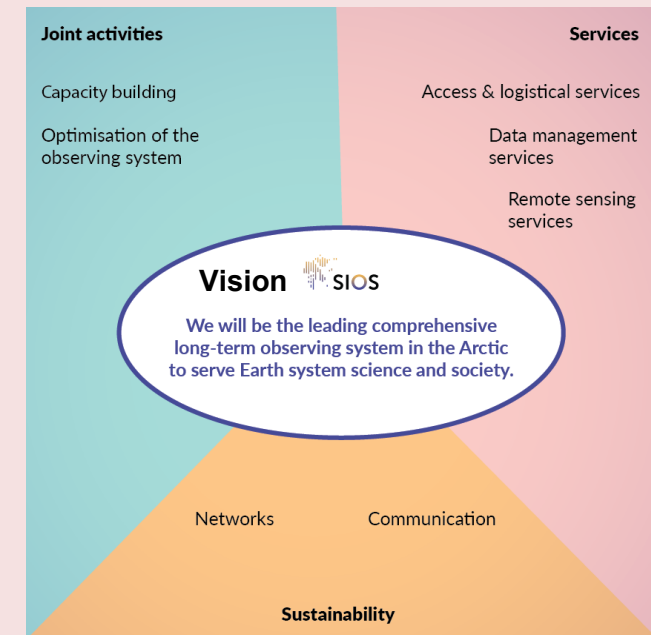 Joint activities
Capacity building
Optimisation of the
observing system
Services
Access & logistical services
Data management
services
Remote sensing
services
Vision SIOS
We will be the leading comprehensive
long-term observing system in the Arctic
to serve Earth system science and society.
Networks
Communication
Sustainability